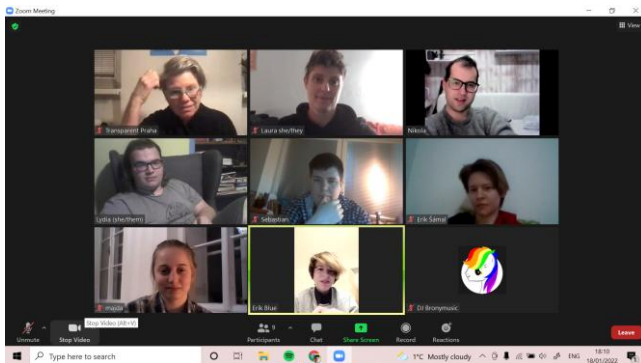 Zoom Meeting
View
Transparent Praha
Laura she/they
Nikola
Lydia (she/them)
Sebastian
Erik Šámal
majda
Erik Blue
DJ Bronymusic
Stop Video (Alt+V)
9
Unmute
Stop Video
Participants
Chat
Share Screen
Record
Reactions
Leave
Type here to search
1°C Mostly cloudy
ENG
18:10
18/01/2022